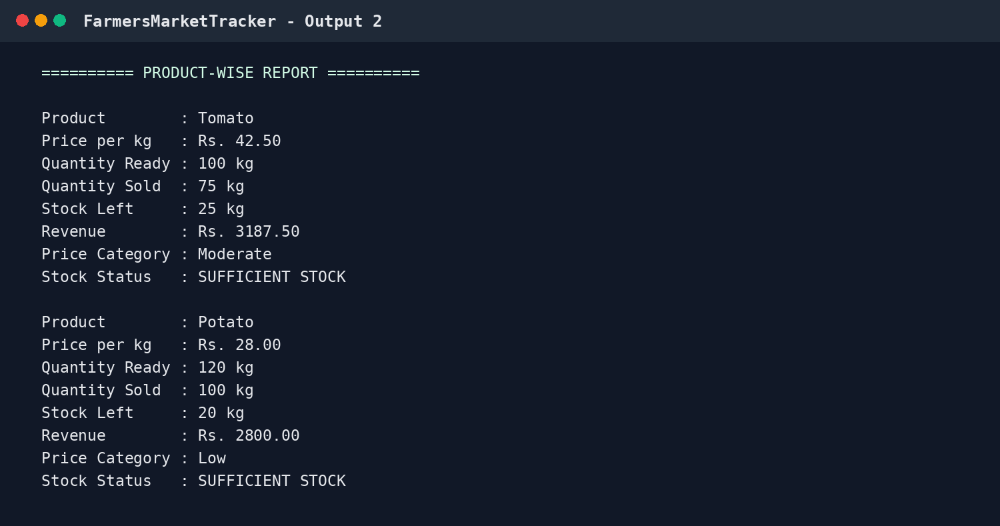 FarmersMarketTracker - Output 2
========== PRODUCT-WISE REPORT ==========
Product        : Tomato
Price per kg   : Rs. 42.50
Quantity Ready : 100 kg
Quantity Sold  : 75 kg
Stock Left     : 25 kg
Revenue        : Rs. 3187.50
Price Category : Moderate
Stock Status   : SUFFICIENT STOCK
Product        : Potato
Price per kg   : Rs. 28.00
Quantity Ready : 120 kg
Quantity Sold  : 100 kg
Stock Left     : 20 kg
Revenue        : Rs. 2800.00
Price Category : Low
Stock Status   : SUFFICIENT STOCK